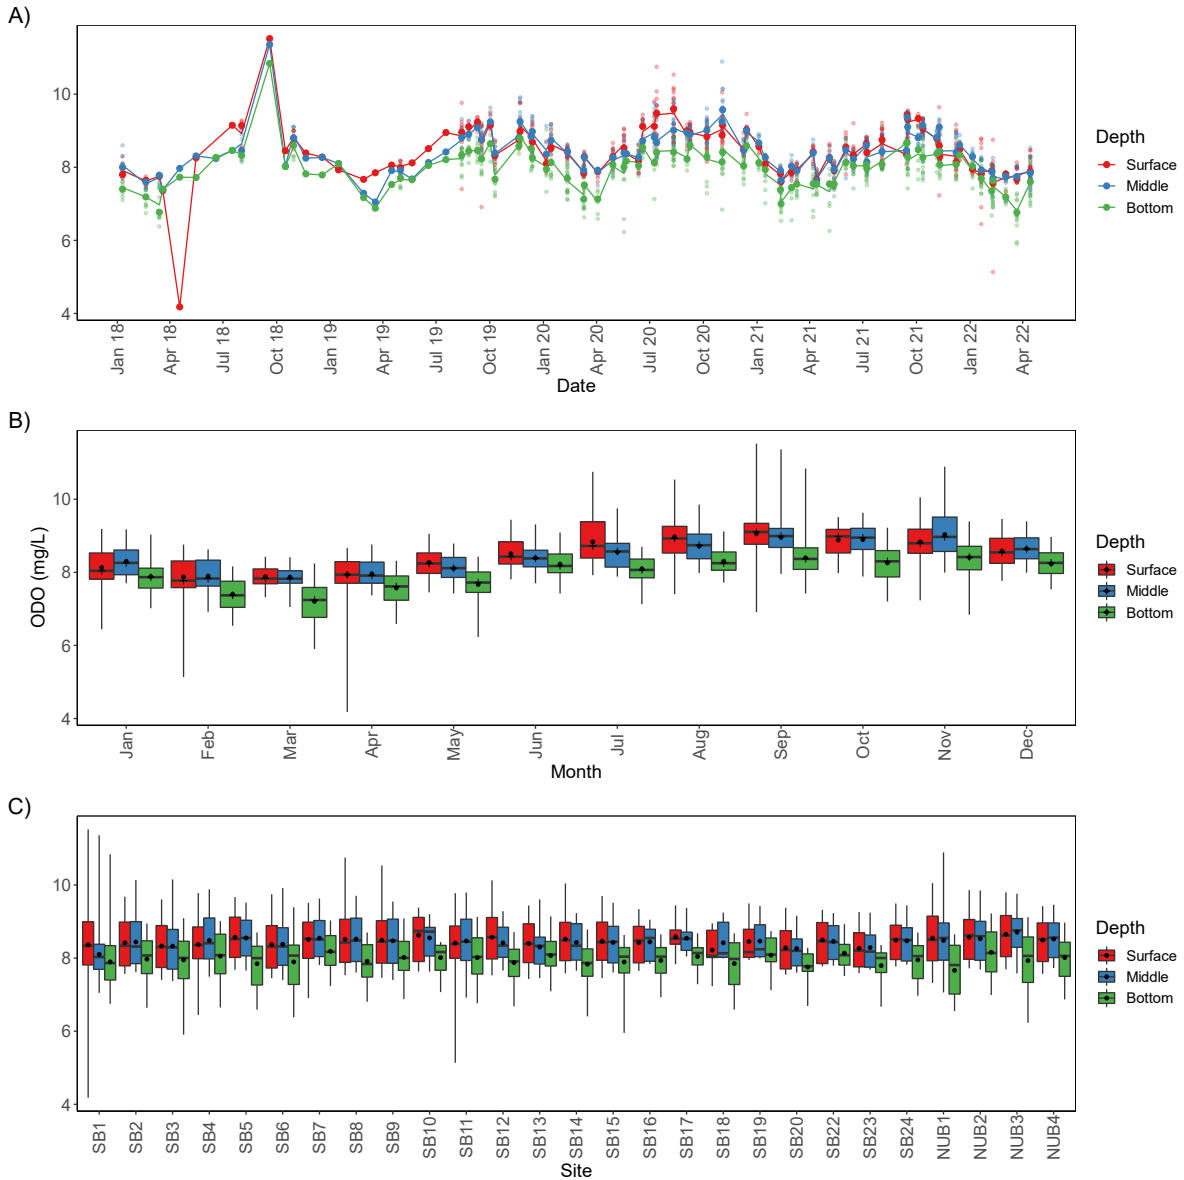 A)
10
8
6
4
Jan 18
Apr 18
Jul 18
Oct 18
Jan 19
Apr 19
Jul 19
Oct 19
Jan 20
Apr 20
Jul 20
Oct 20
Jan 21
Apr 21
Jul 21
Oct 21
Jan 22
Apr 22
Date
Depth
Surface
Middle
Bottom
B)
ODO (mg/L)
10
8
6
4
Jan
Feb
Mar
Apr
May
Jun
Jul
Aug
Sep
Oct
Nov
Dec
Month
Depth
Surface
Middle
Bottom
C)
10
8
6
4
SB1
SB2
SB3
SB4
SB5
SB6
SB7
SB8
SB9
SB10
SB11
SB12
SB13
SB14
SB15
SB16
SB17
SB18
SB19
SB20
SB22
SB23
SB24
NUB1
NUB2
NUB3
NUB4
Site
Depth
Surface
Middle
Bottom